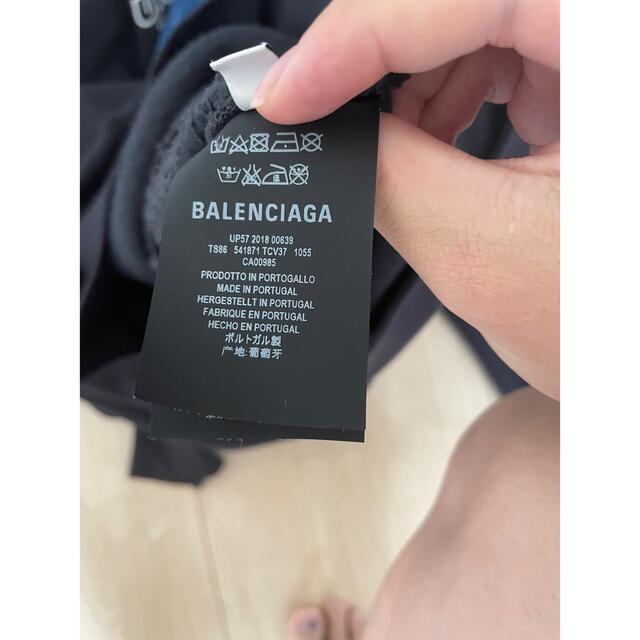 BALENCIAGA
UP57 2018 00639
TS86 541871 TCV37 1055
CA00985
PRODOTTO IN PORTOGALLO
MADE IN PORTUGAL
HERGESTELLT IN PORTUGAL
FABRIQUE EN PORTUGAL
HECHO EN PORTUGAL
ポルトガル製
产地:葡萄牙